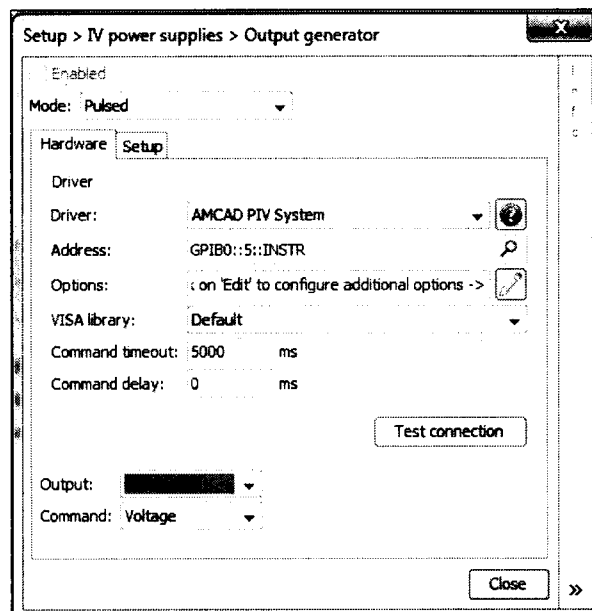 Setup > IV power supplies > Output generator
X
Enabled
Mode: Pulsed
Hardware Setup
Driver
Driver: AMCAD PIV System
Address: GPIB0::5::INSTR
Options: : on 'Edit' to configure additional options ->
VISA library: Default
Command timeout: 5000 ms
Command delay: 0 ms
Test connection
Output:
Command: Voltage
Close »